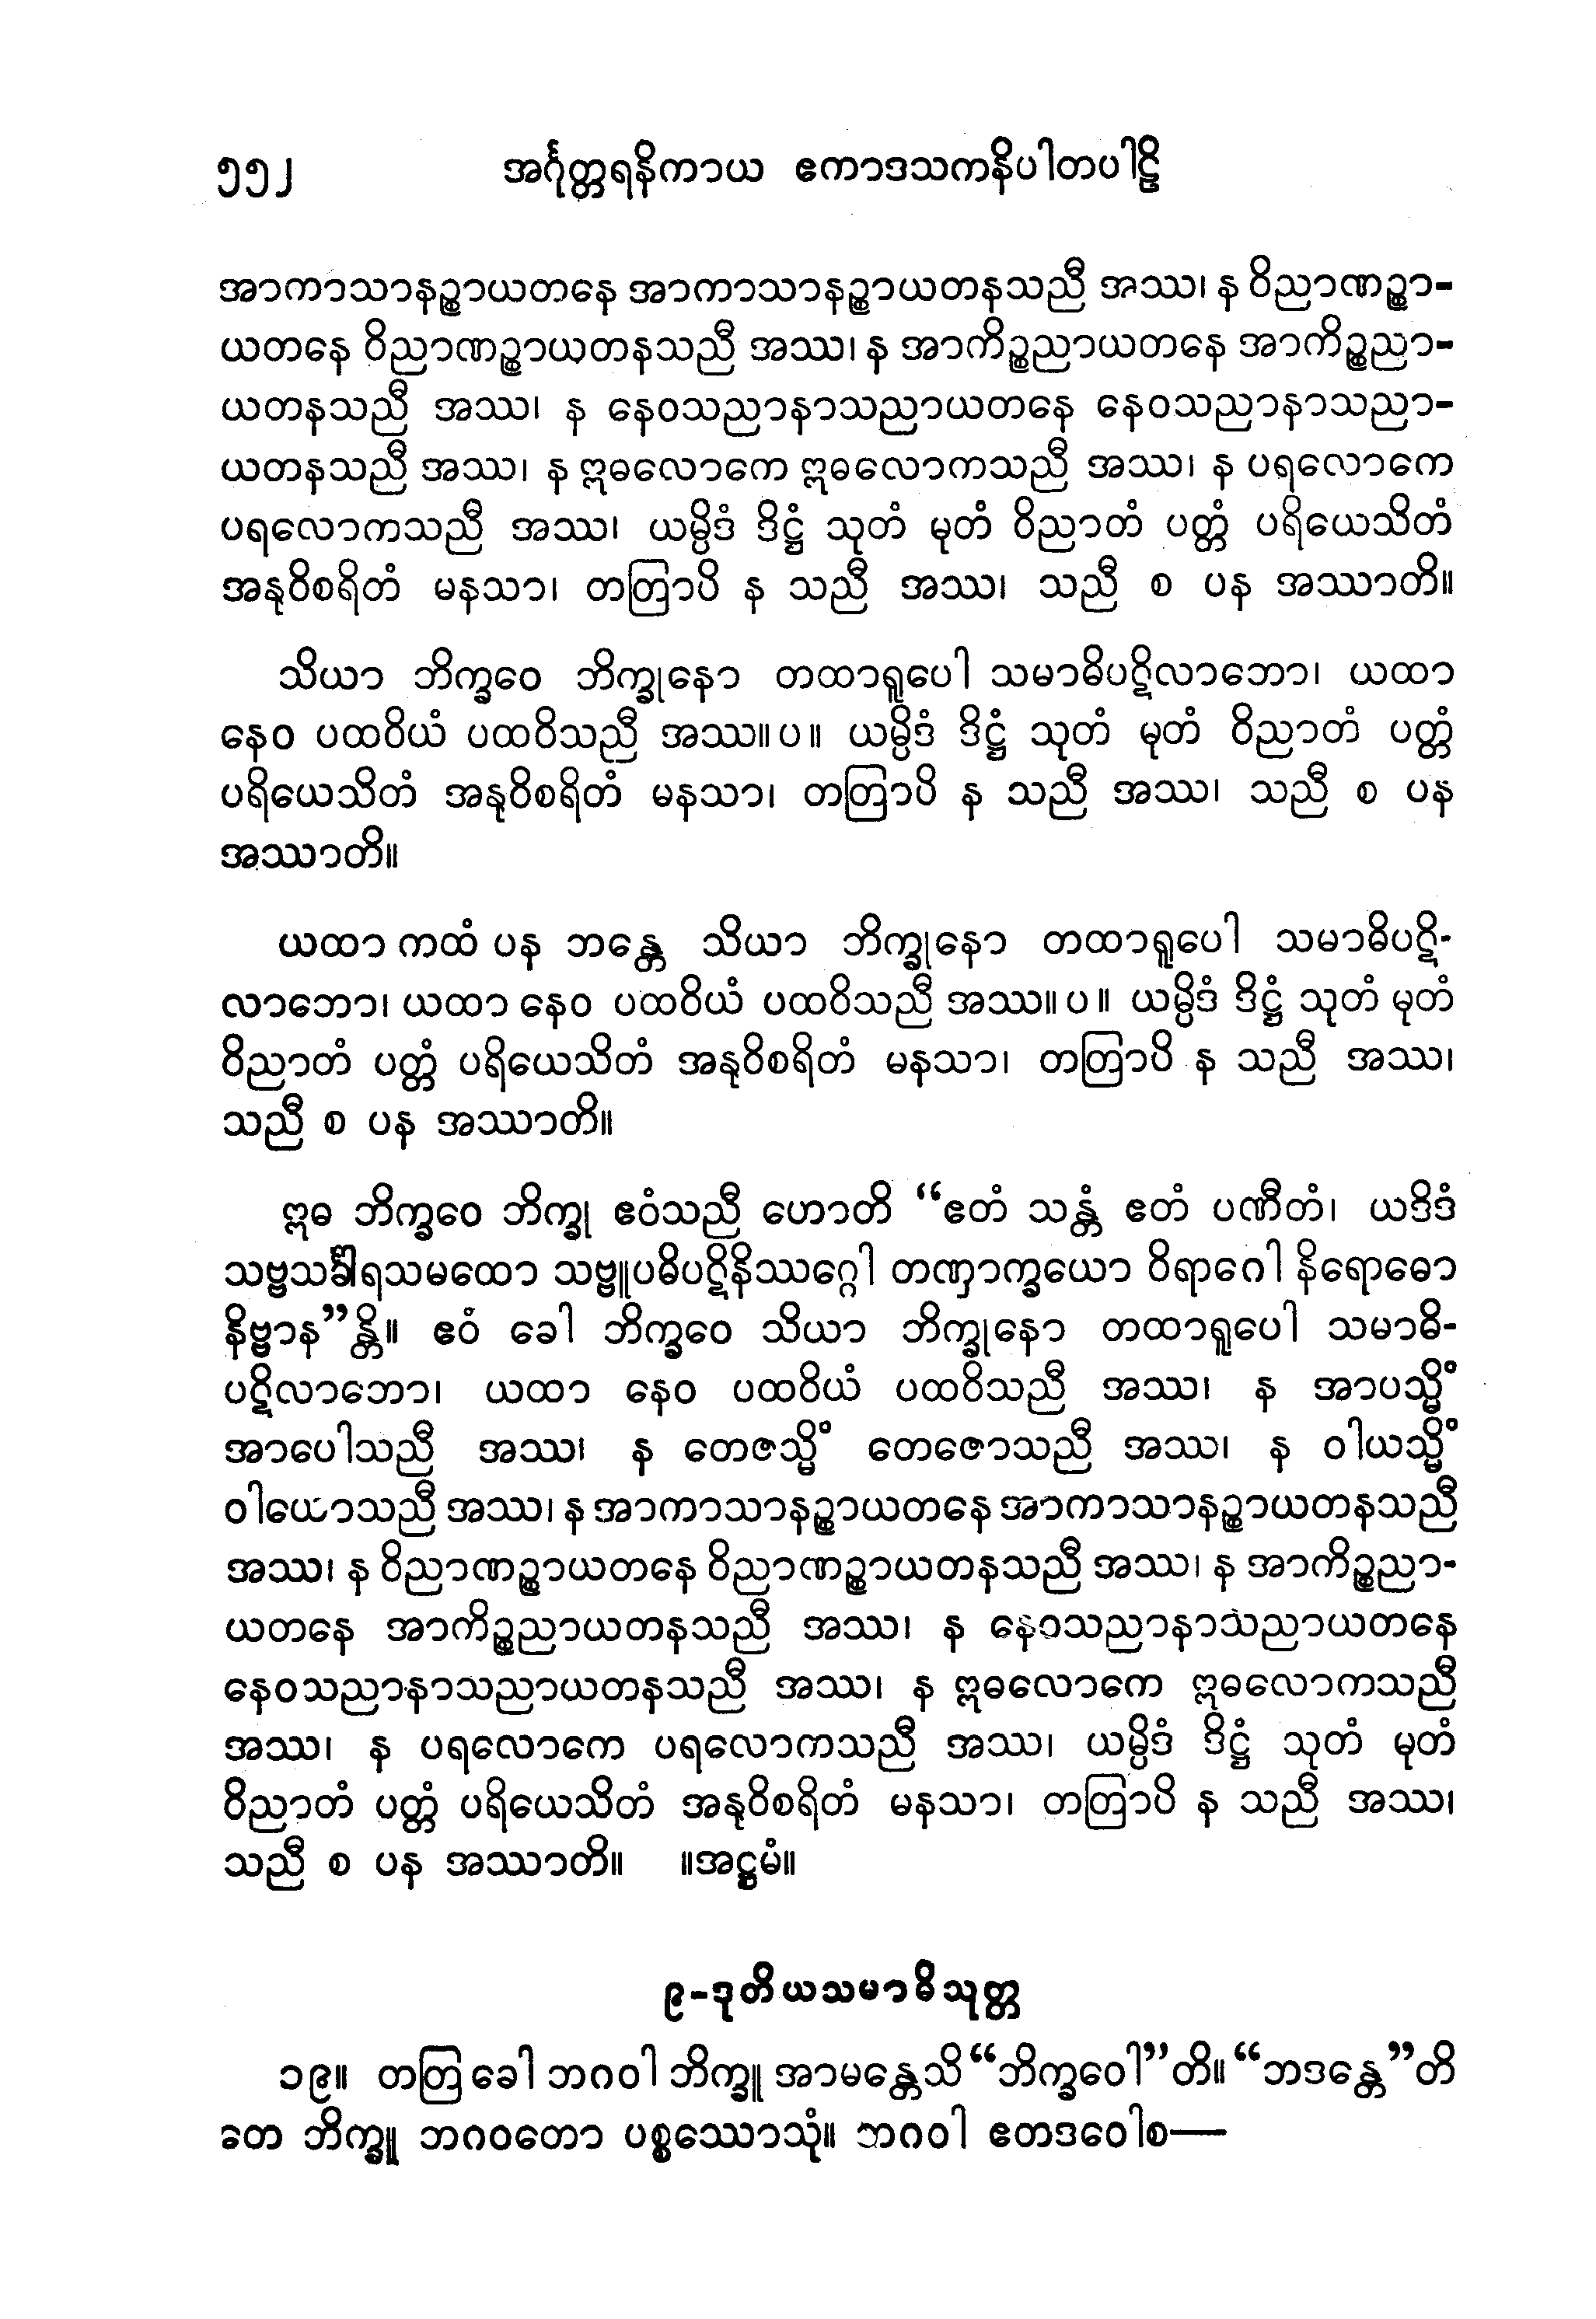 ၅၅၂ အင်္ဂုတ္တရနိကာယ ဧကာဒသကနိပါတပါဠိ
အာကာသာနဉ္စာယတနေ အာကာသာနဉ္စာယတနသညီ အဿ၊ န ဝိညာဏဉ္စာ-
ယတနေ ဝိညာဏဉ္စာယတနသညီ အဿ၊ န အာကိဉ္စညာယတနေ အာကိဉ္စညာ-
ယတနသညီ အဿ၊ န နေဝသညာနာသညာယတနေ နေဝသညာနာသညာ-
ယတနသညီ အဿ၊ န ဣဓလောကေ ဣဓလောကသညီ အဿ၊ န ပရလောကေ
ပရလောကသညီ အဿ၊ ယမ္ပိဒံ ဒိဋ္ဌံ သုတံ မုတံ ဝိညာတံ ပတ္တံ ပရိယေသိတံ
အနုဝိစရိတံ မနသာ၊ တတြာပိ န သညီ အဿ၊ သညီ စ ပန အဿာတိ။
သိယာ ဘိက္ခဝေ ဘိက္ခုနော တထာရူပေါ သမာဓိပဋိလာဘော၊ ယထာ
နေဝ ပထဝိယံ ပထဝိသညီ အဿ။ပ။ ယမ္ပိဒံ ဒိဋ္ဌံ သုတံ မုတံ ဝိညာတံ ပတ္တံ
ပရိယေသိတံ အနုဝိစရိတံ မနသာ၊ တတြာပိ န သညီ အဿ၊ သညီ စ ပန
အဿာတိ။
ယထာ ကထံ ပန ဘန္တေ သိယာ ဘိက္ခုနော တထာရူပေါ သမာဓိပဋိ-
လာဘော၊ ယထာ နေဝ ပထဝိယံ ပထဝိသညီ အဿ။ပ။ ယမ္ပိဒံ ဒိဋ္ဌံ သုတံ မုတံ
ဝိညာတံ ပတ္တံ ပရိယေသိတံ အနုဝိစရိတံ မနသာ၊ တတြာပိ န သညီ အဿ၊
သညီ စ ပန အဿာတိ။
ဣဓ ဘိက္ခဝေ ဘိက္ခု ဧဝံသညီ ဟောတိ “ဧတံ သန္တံ ဧတံ ပဏီတံ၊ ယဒိဒံ
သဗ္ဗသင်္ခါရသမထော သဗ္ဗူပဓိပဋိနိဿဂ္ဂေါ တဏှာက္ခယော ဝိရာဂေါ နိရောဓော
နိဗ္ဗာန”န္တိ။ ဧဝံ ခေါ ဘိက္ခဝေ သိယာ ဘိက္ခုနော တထာရူပေါ သမာဓိ-
ပဋိလာဘော၊ ယထာ နေဝ ပထဝိယံ ပထဝိသညီ အဿ၊ န အာပသ္မိံ
အာပေါသညီ အဿ၊ န တေဇသ္မိံ တေဇောသညီ အဿ၊ န ဝါယသ္မိံ
ဝါယောသညီ အဿ၊ န အာကာသာနဉ္စာယတနေ အာကာသာနဉ္စာယတနသညီ
အဿ၊ န ဝိညာဏဉ္စာယတနေ ဝိညာဏဉ္စာယတနသညီ အဿ၊ န အာကိဉ္စညာ-
ယတနေ အာကိဉ္စညာယတနသညီ အဿ၊ န နေဝသညာနာသညာယတနေ
နေဝသညာနာသညာယတနသညီ အဿ၊ န ဣဓလောကေ ဣဓလောကသညီ
အဿ၊ န ပရလောကေ ပရလောကသညီ အဿ၊ ယမ္ပိဒံ ဒိဋ္ဌံ သုတံ မုတံ
ဝိညာတံ ပတ္တံ ပရိယေသိတံ အနုဝိစရိတံ မနသာ၊ တတြာပိ န သညီ အဿ၊
သညီ စ ပန အဿာတိ။ ။အဋ္ဌမံ။
၉-ဒုတိယသမာဓိသုတ္တ
၁၉။ တတြ ခေါ ဘဂဝါ ဘိက္ခူ အာမန္တေသိ “ဘိက္ခဝေါ”တိ။ “ဘဒန္တေ”တိ
တေ ဘိက္ခူ ဘဂဝတော ပစ္စဿောသုံ။ ဘဂဝါ ဧတဒဝေါစ—